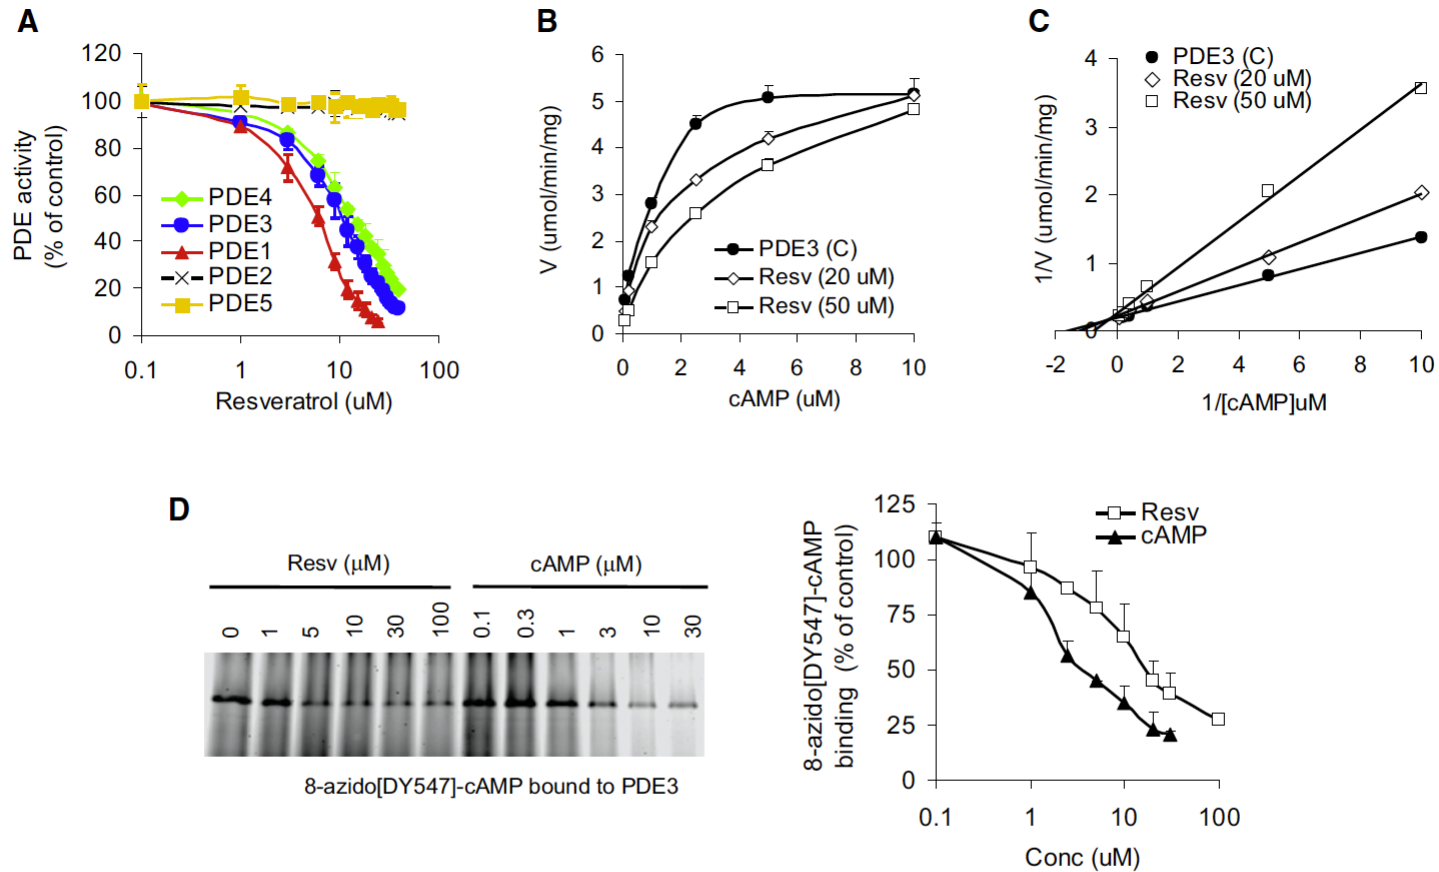 A
PDE activity
(% of control)
120
100
80
60
40
20
0
PDE4
PDE3
PDE1
PDE2
PDE5
0.1 1 10 100
Resveratrol (uM)
B
V (umol/min/mg)
6
5
4
3
2
1
0
PDE3 (C)
Resv (20 uM)
Resv (50 uM)
0 2 4 6 8 10
cAMP (uM)
C
1/V (umol/min/mg)
4
3
2
1
0
PDE3 (C)
Resv (20 uM)
Resv (50 uM)
-2 0 2 4 6 8 10
1/[cAMP]uM
D
Resv (μM) cAMP (μM)
0 1 5 10 30 100 0.1 0.3 1 3 10 30
8-azido[DY547]-cAMP bound to PDE3
8-azido[DY547]-cAMP
binding (% of control)
125
100
75
50
25
0
Resv
cAMP
0.1 1 10 100
Conc (uM)